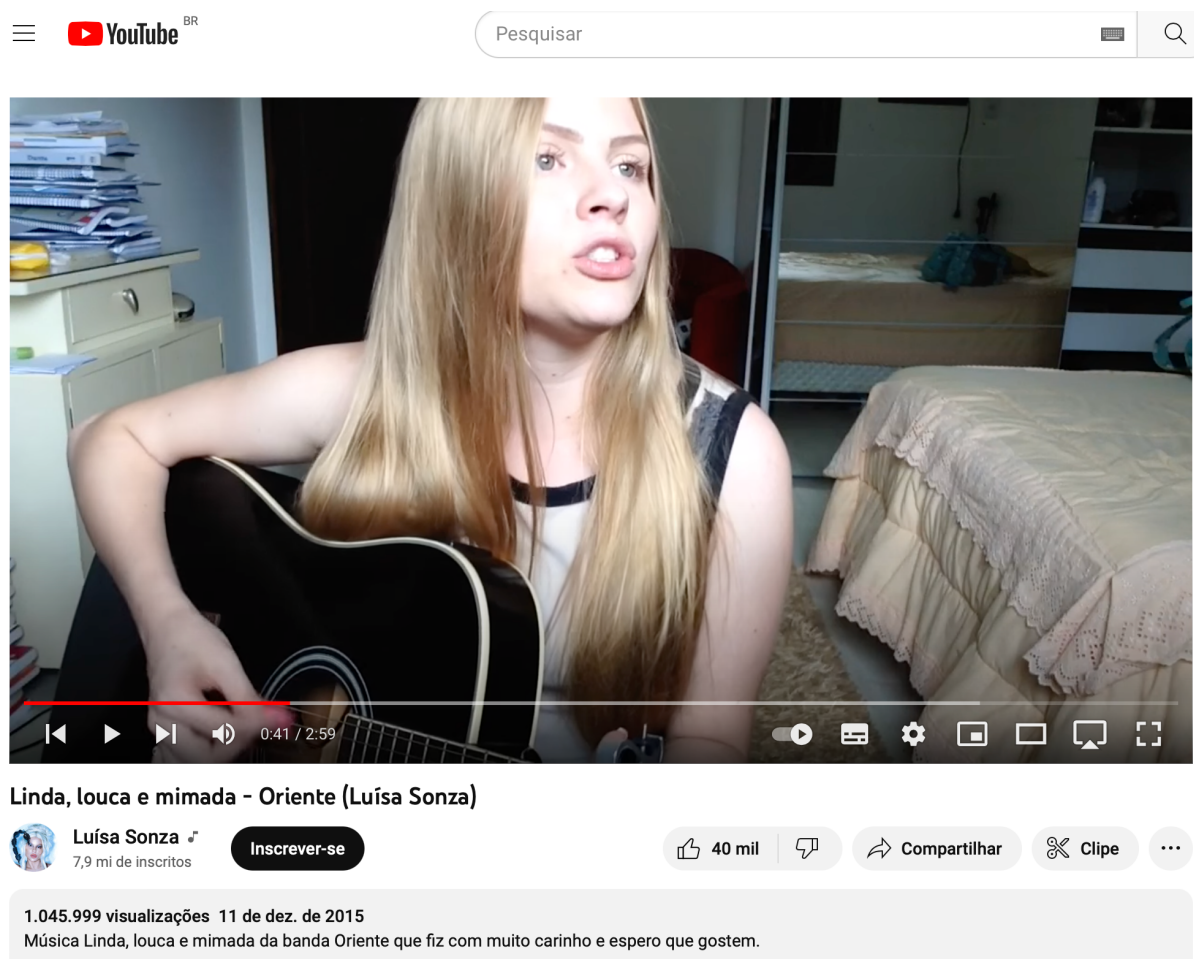 YouTube BR
Pesquisar
0:41 / 2:59
Linda, louca e mimada - Oriente (Luísa Sonza)
Luísa Sonza
7,9 mi de inscritos
Inscrever-se
40 mil
Compartilhar
Clipe
1.045.999 visualizações 11 de dez. de 2015
Música Linda, louca e mimada da banda Oriente que fiz com muito carinho e espero que gostem.